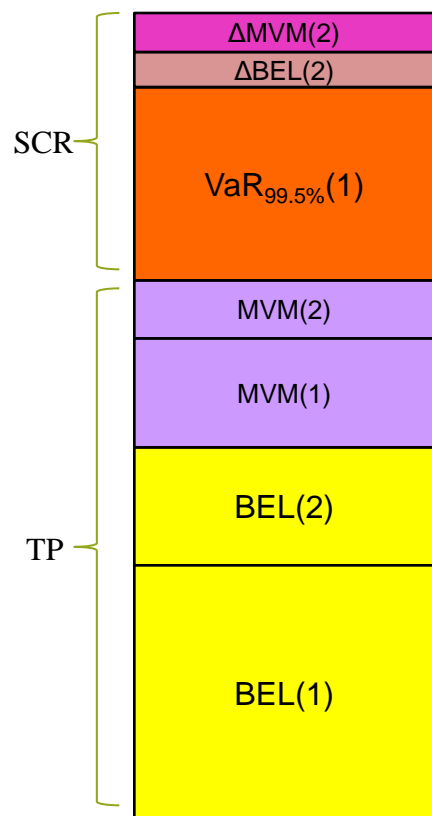 ΔMVM(2)
ΔBEL(2)
SCR
VaR99.5%(1)
MVM(2)
MVM(1)
BEL(2)
TP
BEL(1)